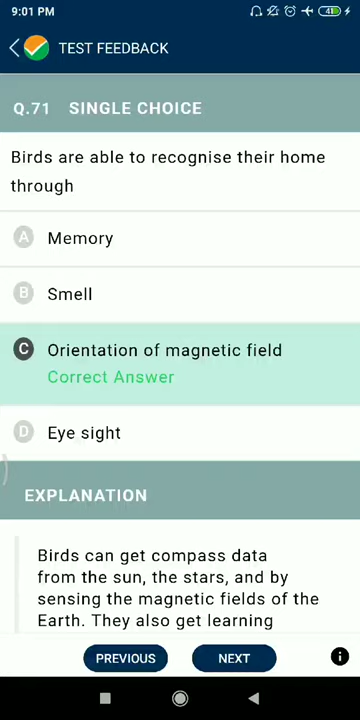 9:01 PM
41
TEST FEEDBACK
Q.71 SINGLE CHOICE
Birds are able to recognise their home
through
A Memory
B Smell
C Orientation of magnetic field
Correct Answer
D Eye sight
EXPLANATION
Birds can get compass data
from the sun, the stars, and by
sensing the magnetic fields of the
Earth. They also get learning
PREVIOUS NEXT i